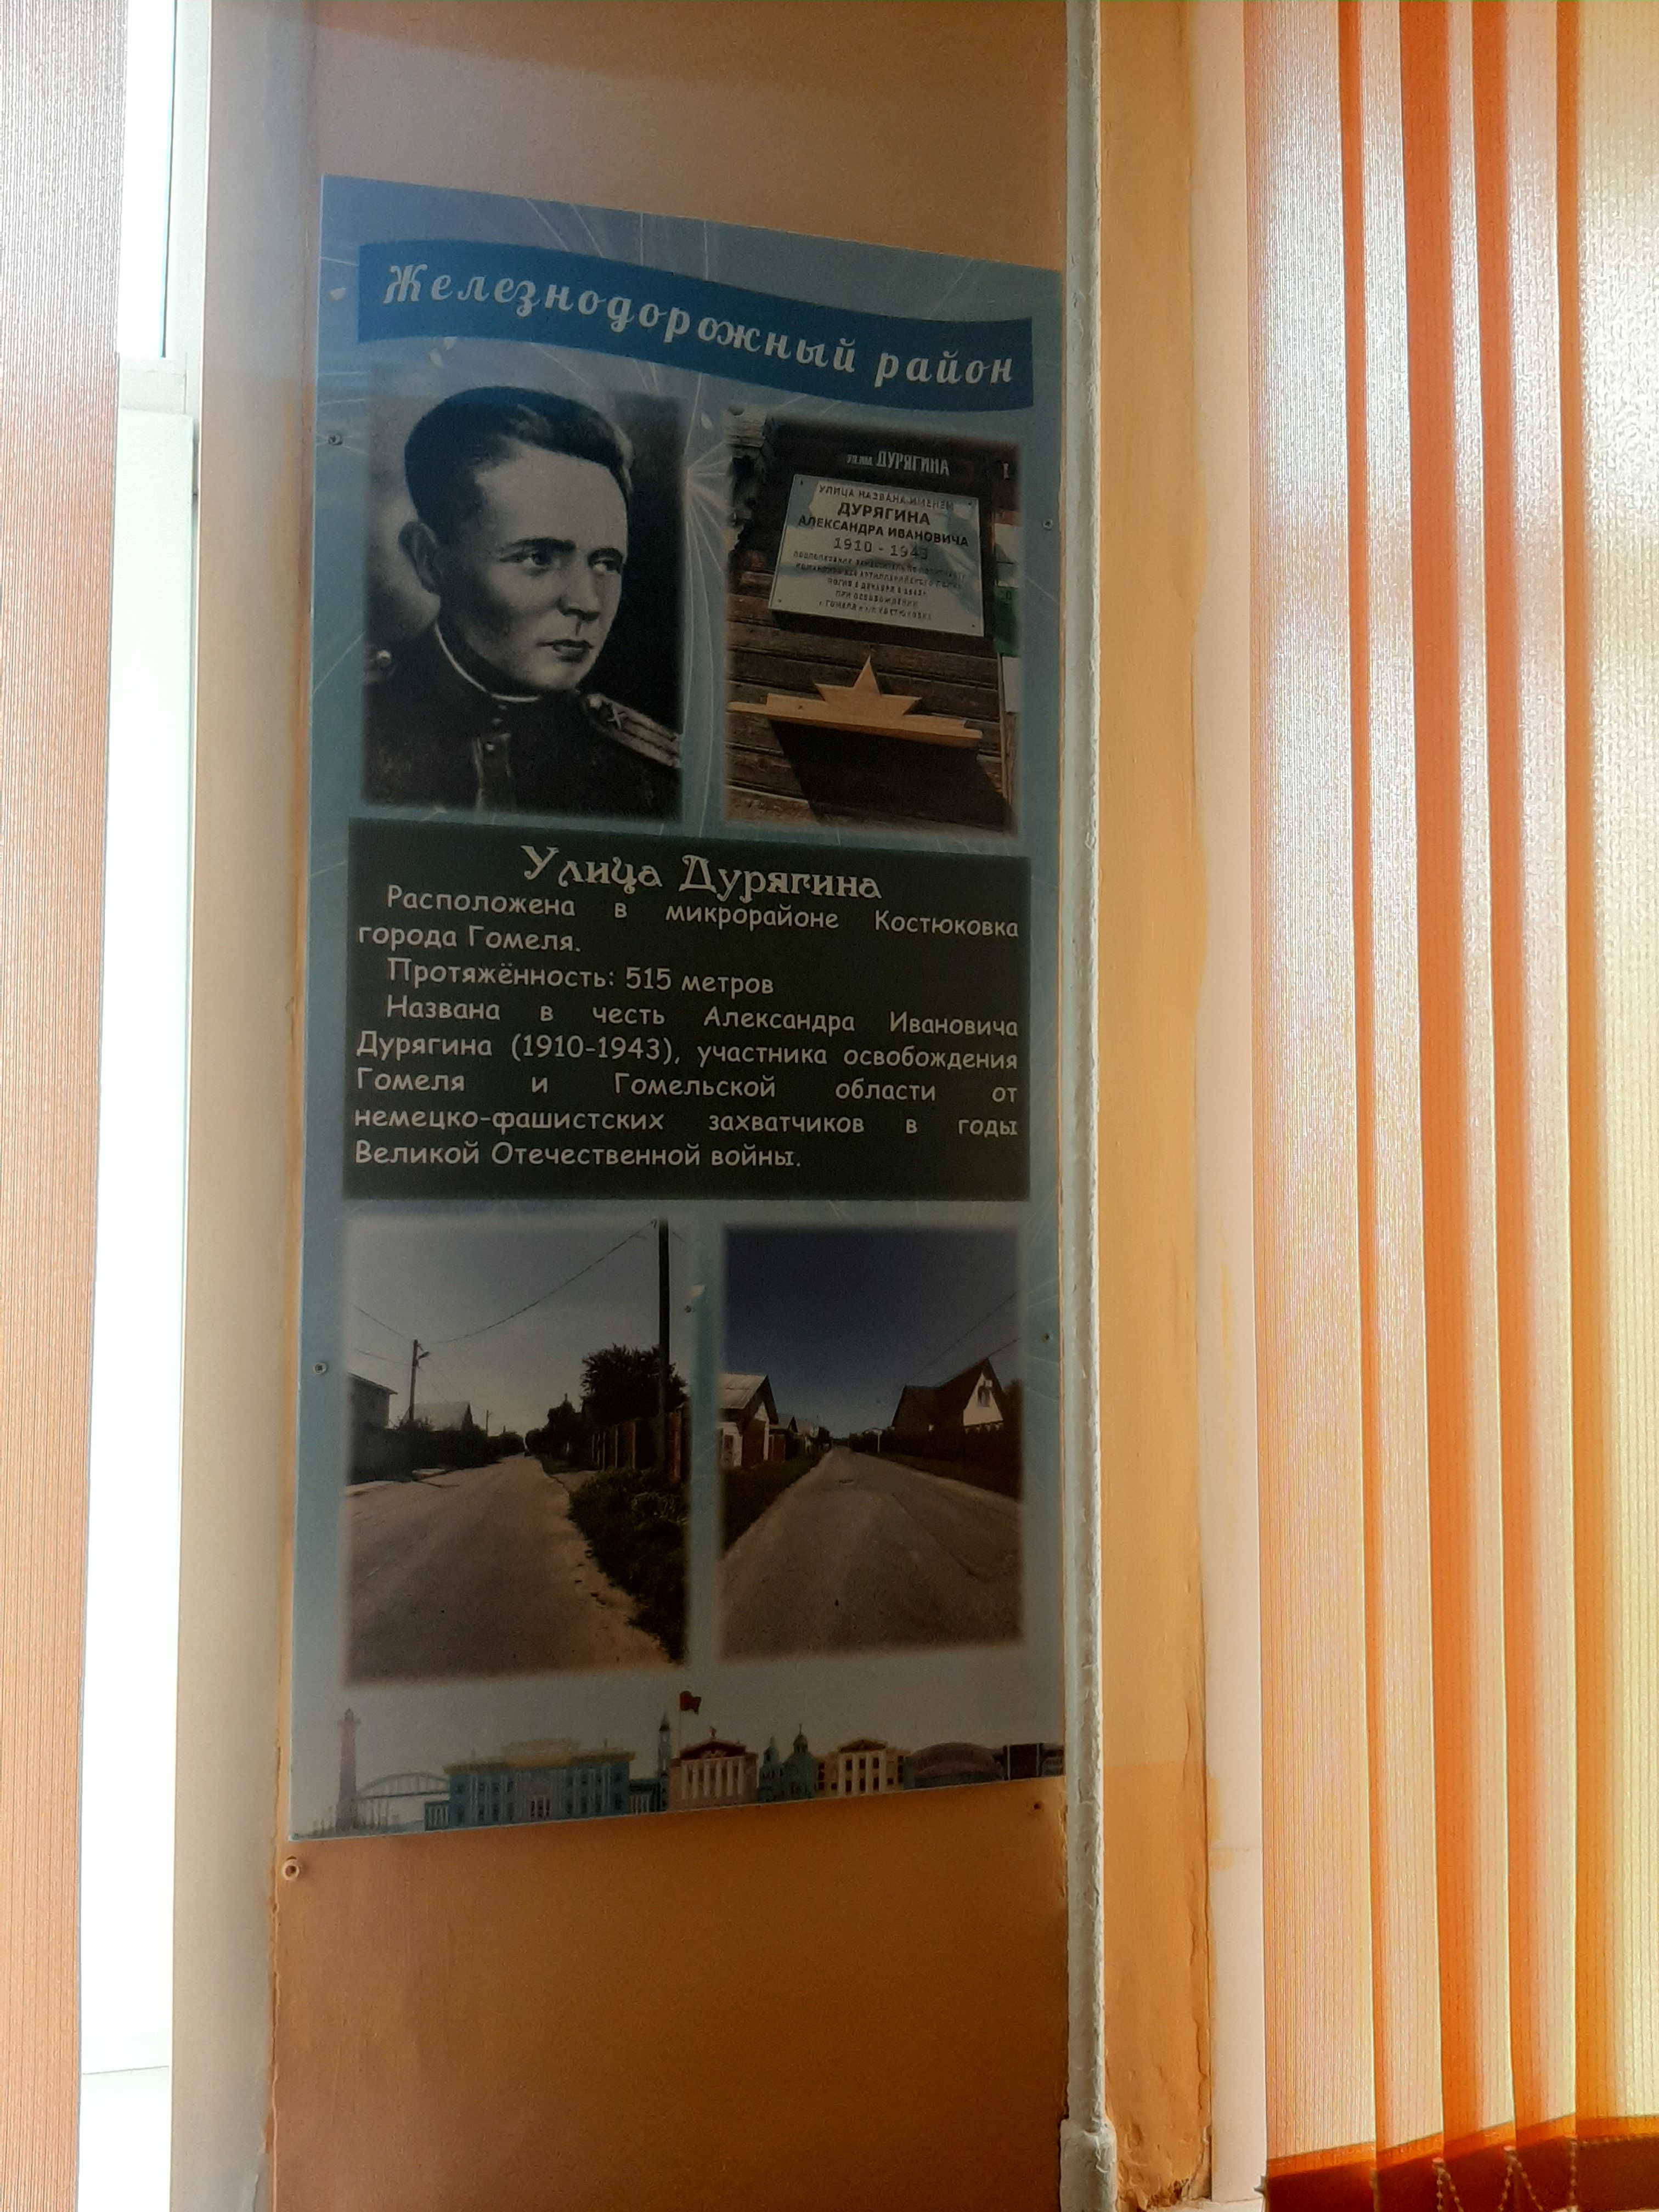 Железнодорожный район
ДУРЯГИНА
УЛИЦА НАЗВАНА ИМЕНЕМ
ДУРЯГИНА
АЛЕКСАНДРА ИВАНОВИЧА
1910 - 1943
ПРИ ОСВОБОЖДЕНИИ
Улица Дурягина
Расположена в микрорайоне Костюковка
города Гомеля.
Протяжённость: 515 метров
Названа в честь Александра Ивановича
Дурягина (1910-1943), участника освобождения
Гомеля и Гомельской области от
немецко-фашистских захватчиков в годы
Великой Отечественной войны.